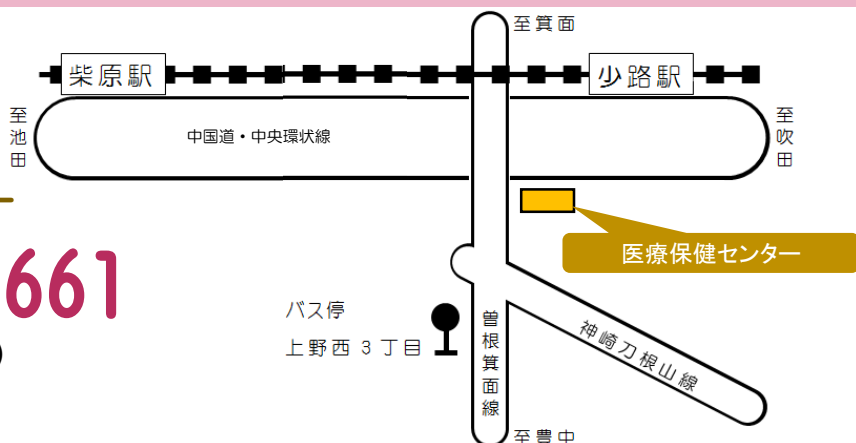 至箕面
柴原駅
少路駅
至池田
中国道・中央環状線
至吹田
医療保健センター
661
バス停
上野西3丁目
曽根箕面線
神崎刀根山線
至豊中